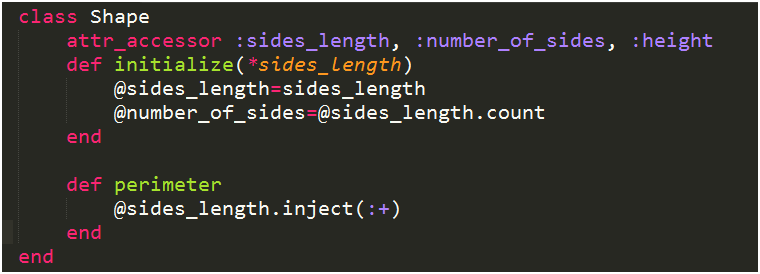 class Shape
    attr_accessor :sides_length, :number_of_sides, :height
    def initialize(*sides_length)
        @sides_length=sides_length
        @number_of_sides=@sides_length.count
    end

    def perimeter
        @sides_length.inject(:+)
    end
end